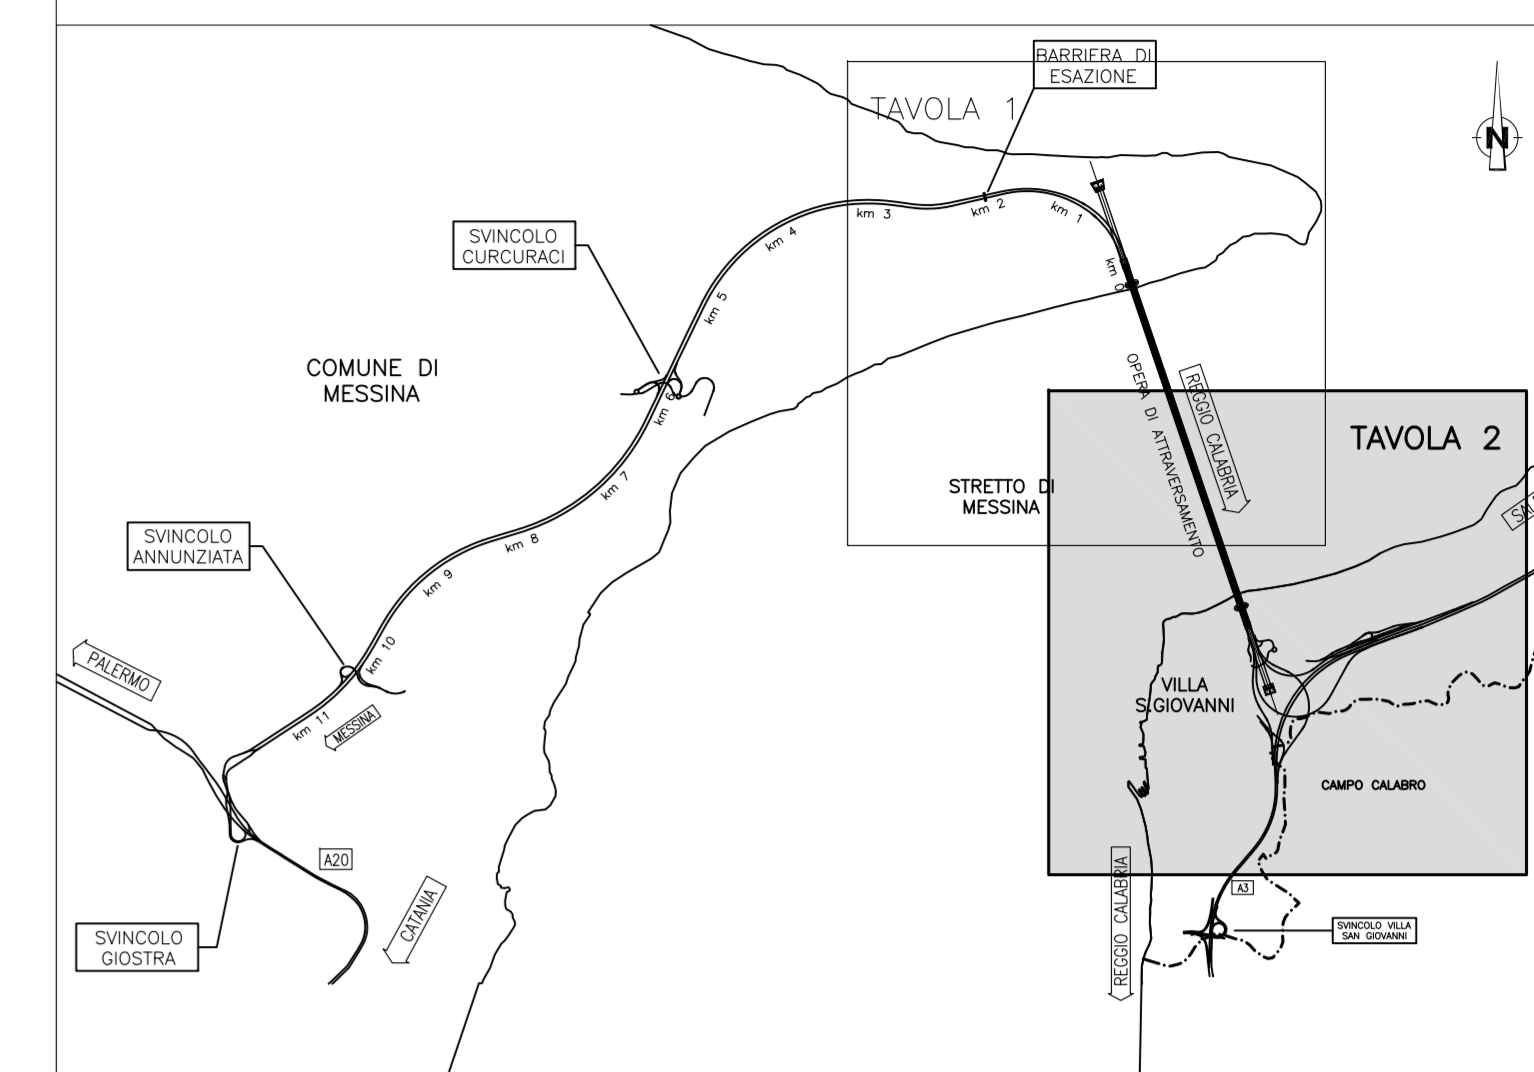 BARRIERA DI
ESAZIONE
TAVOLA 1
N
SVINCOLO
CURCURACI
km 0
km 1
km 2
km 3
km 4
km 5
km 6
km 7
km 8
km 9
km 10
km 11
COMUNE DI
MESSINA
OPERA DI ATTRAVERSAMENTO
REGGIO CALABRIA
TAVOLA 2
STRETTO DI
MESSINA
SVINCOLO
ANNUNZIATA
PALERMO
MESSINA
VILLA
S.GIOVANNI
CAMPO CALABRO
A20
CATANIA
REGGIO CALABRIA
A3
SVINCOLO VILLA
SAN GIOVANNI
SVINCOLO
GIOSTRA